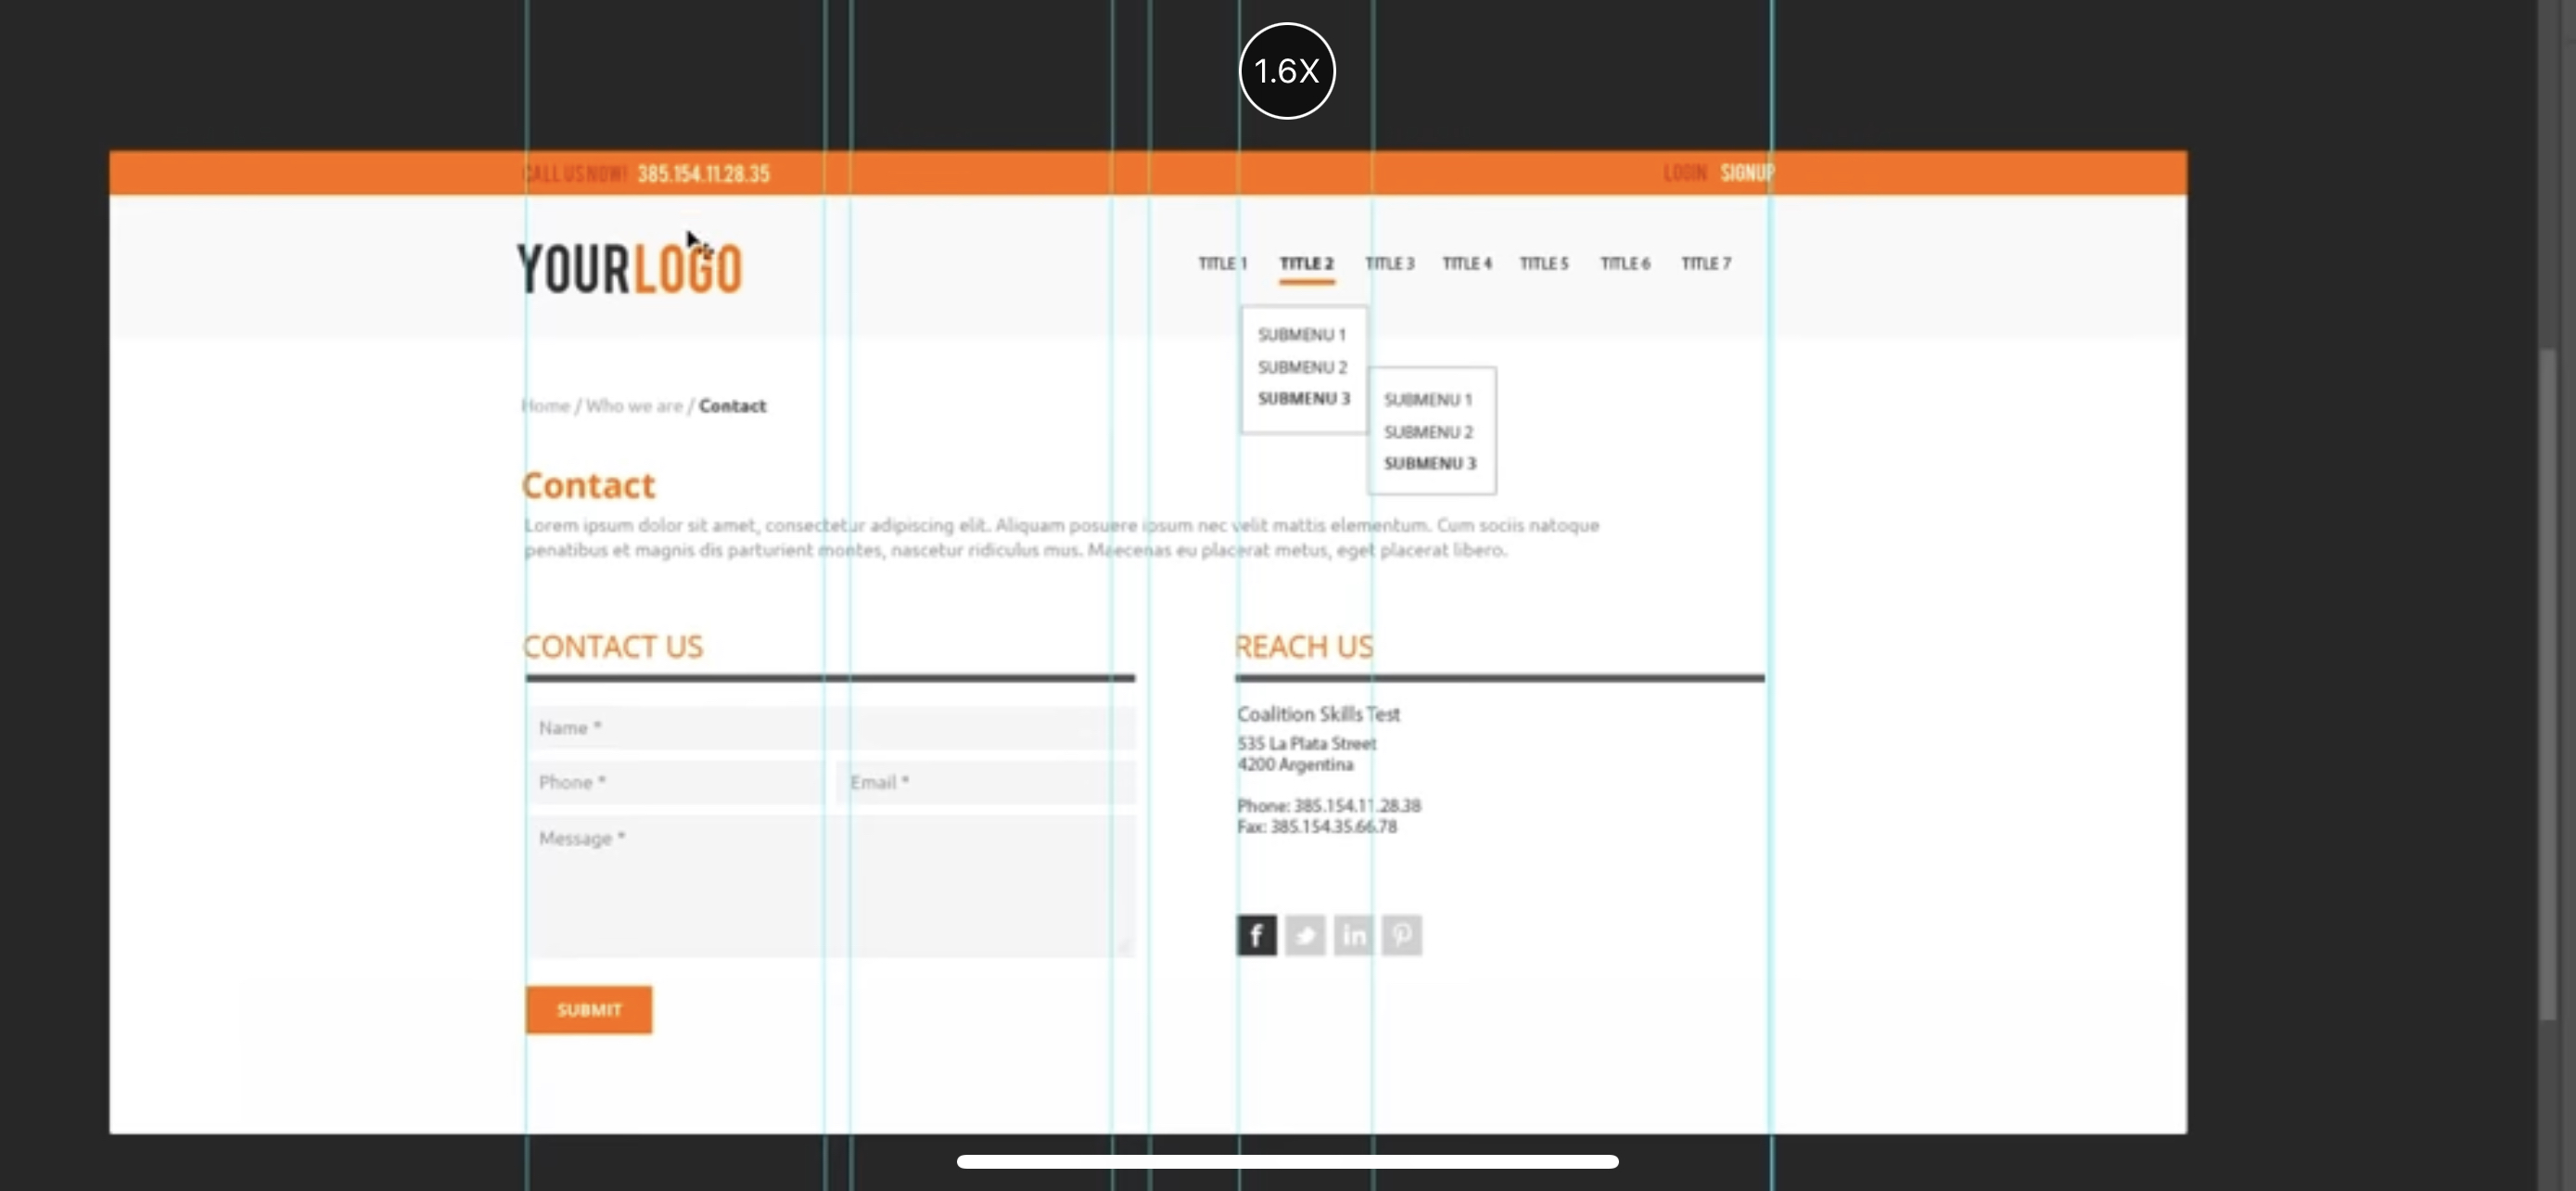 1.6X
CALL US NOW! 385.154.11.28.35
LOGIN SIGNUP
YOURLOGO
TITLE 1 TITLE 2 TITLE 3 TITLE 4 TITLE 5 TITLE 6 TITLE 7
SUBMENU 1
SUBMENU 2
SUBMENU 3
SUBMENU 1
SUBMENU 2
SUBMENU 3
Home / Who we are / Contact
Contact
Lorem ipsum dolor sit amet, consectetur adipiscing elit. Aliquam posuere ipsum nec velit mattis elementum. Cum sociis natoque
penatibus et magnis dis parturient montes, nascetur ridiculus mus. Maecenas eu placerat metus, eget placerat libero.
CONTACT US
Name *
Phone * Email *
Message *
SUBMIT
REACH US
Coalition Skills Test
535 La Plata Street
4200 Argentina
Phone: 385.154.11.28.38
Fax: 385.154.35.66.78
f in